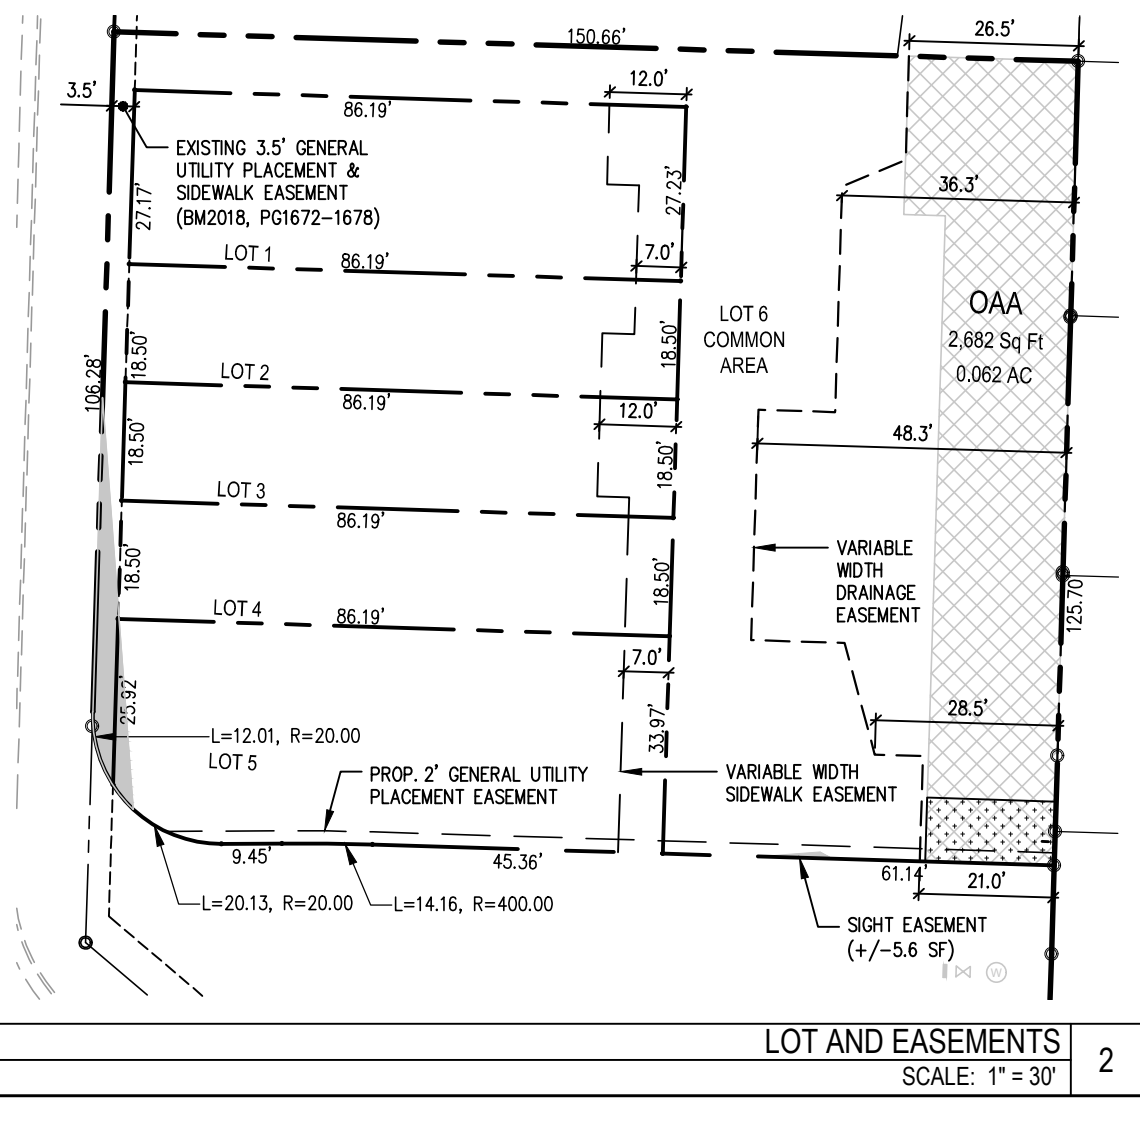 26.5'
150.66'
3.5'
12.0'
86.19'
EXISTING 3.5' GENERAL
UTILITY PLACEMENT &
SIDEWALK EASEMENT
(BM2018, PG1672-1678)
27.17'
27.23'
36.3'
LOT 1
86.19'
7.0'
OAA
2,682 Sq Ft
0.062 AC
LOT 6
COMMON
AREA
106.28'
18.50'
18.50'
LOT 2
86.19'
12.0'
48.3'
18.50'
18.50'
LOT 3
86.19'
VARIABLE
WIDTH
DRAINAGE
EASEMENT
18.50'
18.50'
125.70
LOT 4
86.19'
7.0'
25.92'
33.97'
28.5'
L=12.01, R=20.00
LOT 5
PROP. 2' GENERAL UTILITY
PLACEMENT EASEMENT
VARIABLE WIDTH
SIDEWALK EASEMENT
9.45'
45.36'
61.14'
21.0'
L=20.13, R=20.00
L=14.16, R=400.00
SIGHT EASEMENT
(+/-5.6 SF)
W
LOT AND EASEMENTS
2
SCALE: 1" = 30'